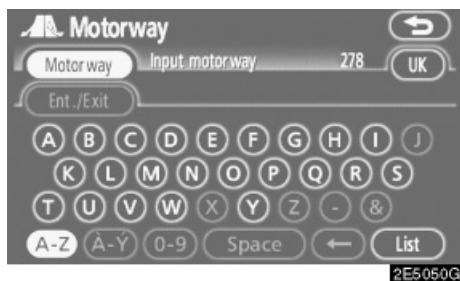 Motorway
Motorway Input motorway 278 UK
Ent./Exit
A B C D E F G H I J
K L M N O P Q R S
T U V W X Y Z - &
A-Z À-Ý 0-9 Space ← List
2E5050G